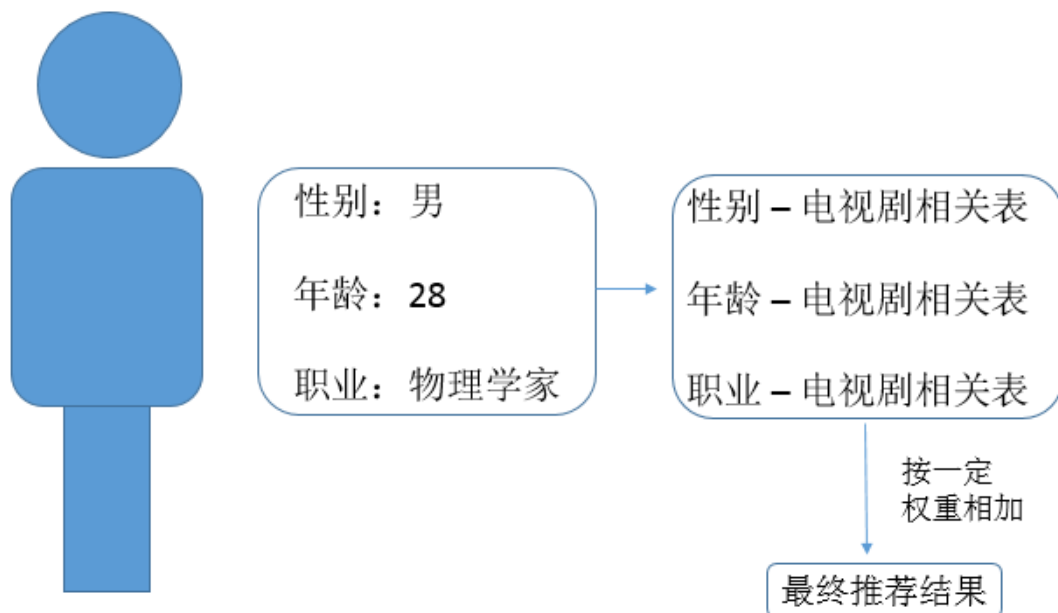 性别：男
年龄：28
职业：物理学家
性别 – 电视剧相关表
年龄 – 电视剧相关表
职业 – 电视剧相关表
按一定
权重相加
最终推荐结果